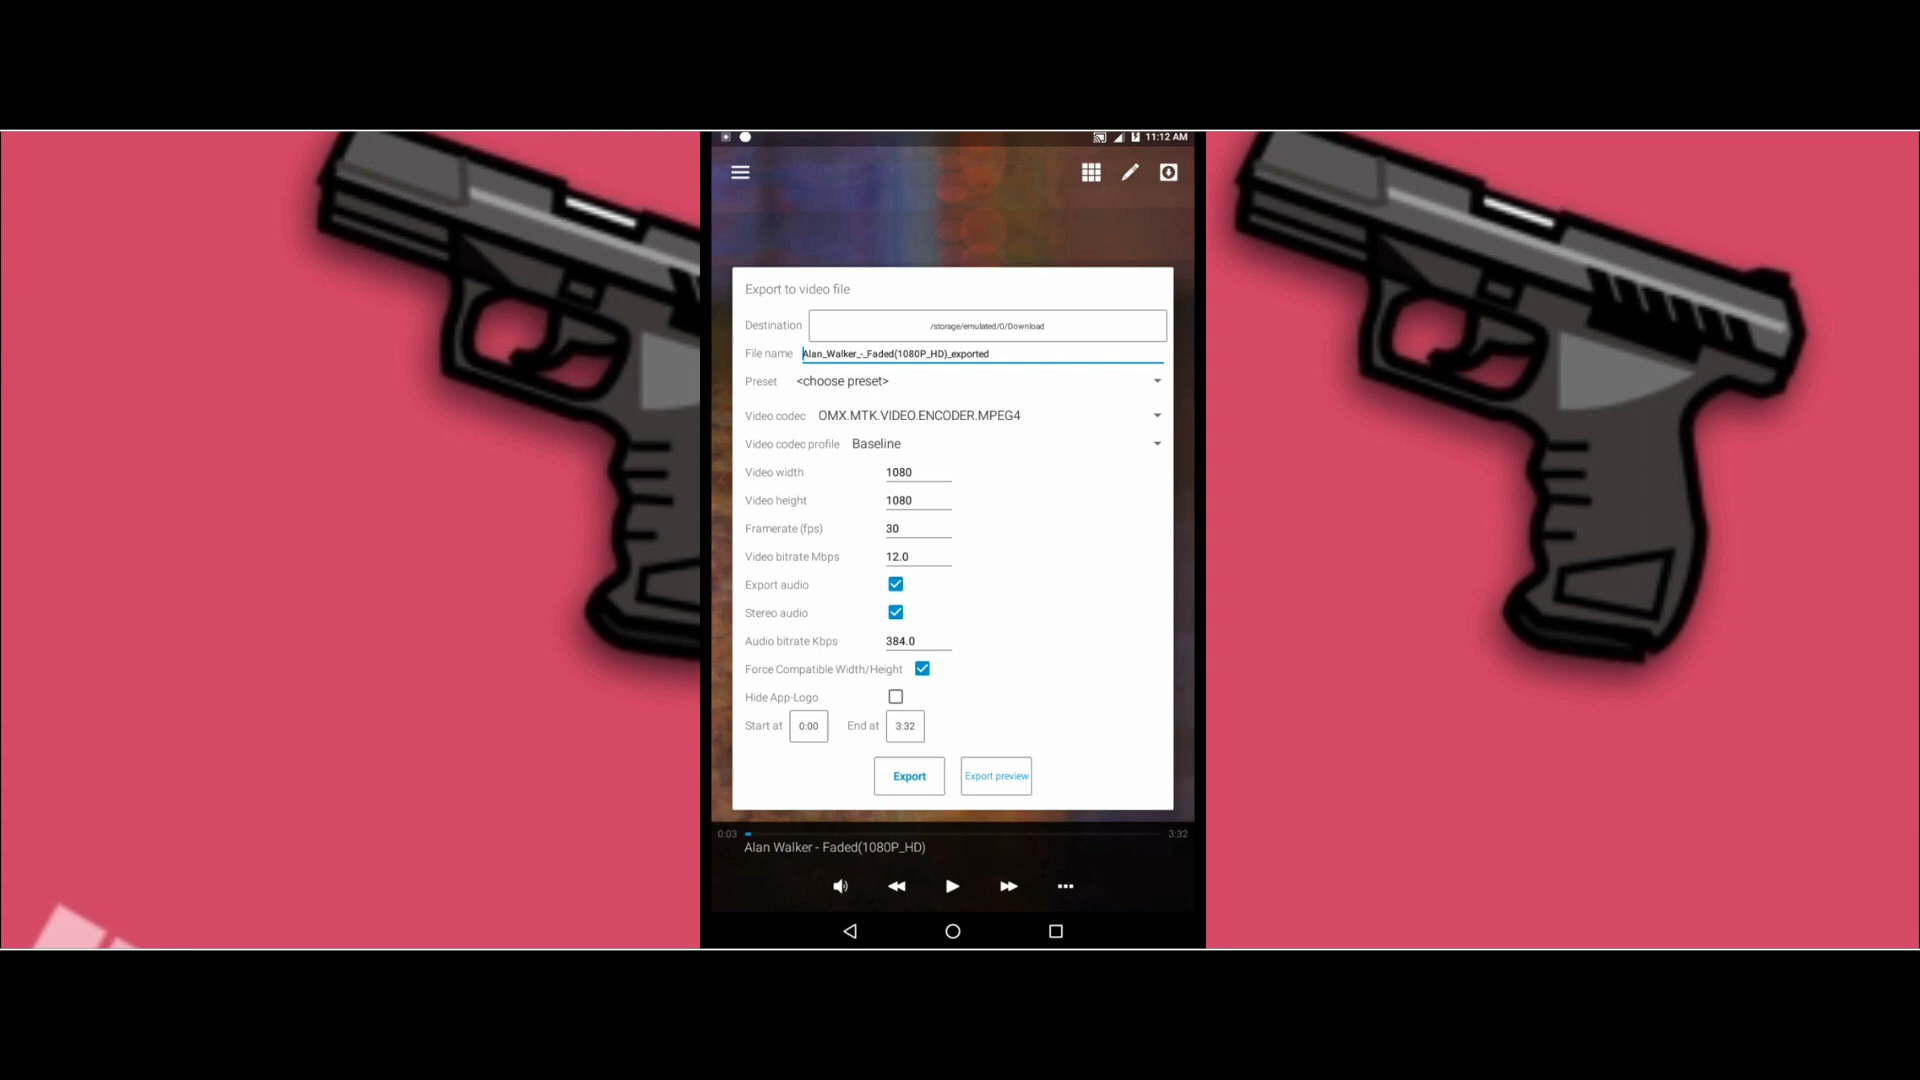 11:12 AM
Export to video file
Destination /storage/emulated/0/Download
File name Alan_Walker_-_Faded(1080P_HD)_exported
Preset <choose preset>
Video codec OMX.MTK.VIDEO.ENCODER.MPEG4
Video codec profile Baseline
Video width 1080
Video height 1080
Framerate (fps) 30
Video bitrate Mbps 12.0
Export audio
Stereo audio
Audio bitrate Kbps 384.0
Force Compatible Width/Height
Hide App-Logo
Start at 0:00 End at 3:32
Export Export preview
0:03 3:32
Alan Walker - Faded(1080P_HD)